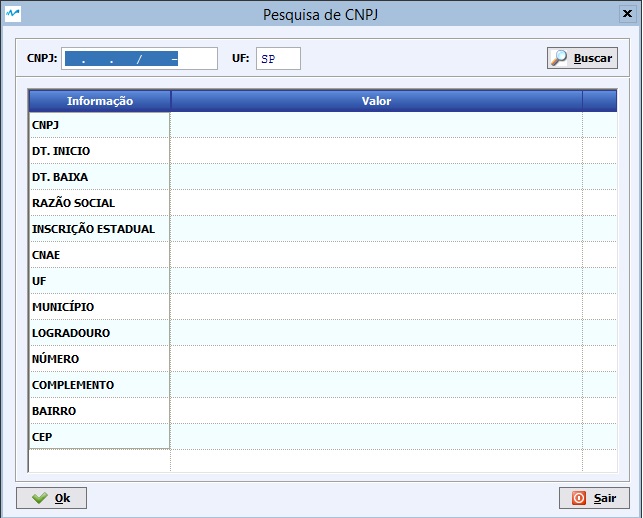 Pesquisa de CNPJ
CNPJ: . . / - UF: SP Buscar
Informação Valor
CNPJ
DT. INICIO
DT. BAIXA
RAZÃO SOCIAL
INSCRIÇÃO ESTADUAL
CNAE
UF
MUNICÍPIO
LOGRADOURO
NÚMERO
COMPLEMENTO
BAIRRO
CEP
Ok Sair